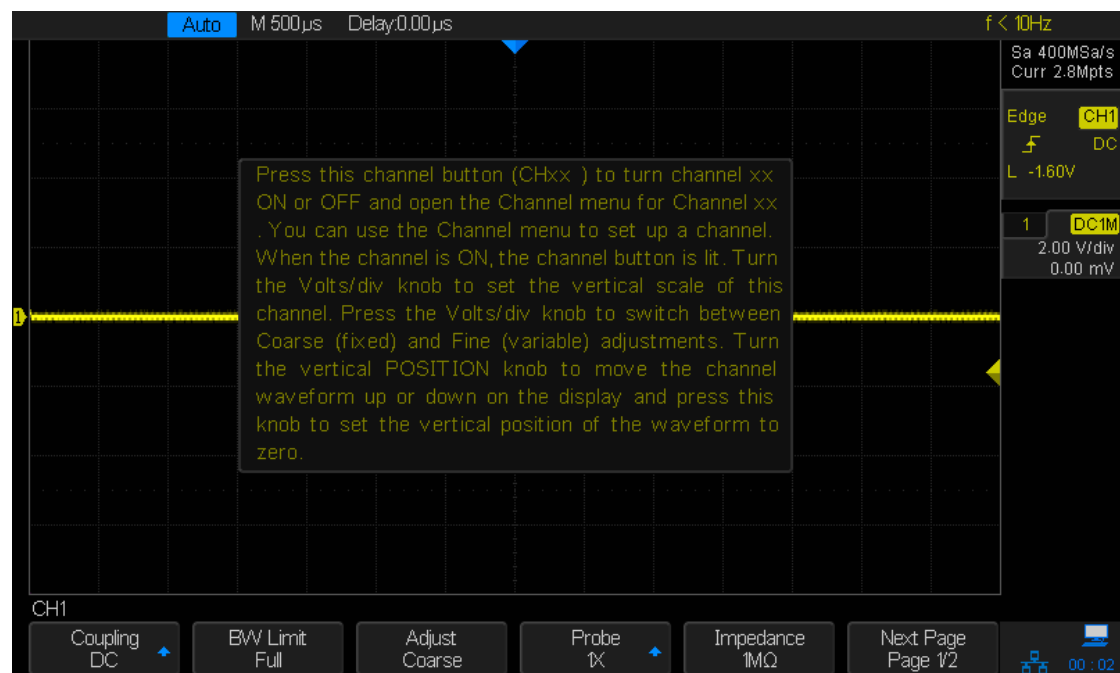 Auto M 500µs Delay:0.00µs f < 10Hz
Sa 400MSa/s
Curr 2.8Mpts
Edge CH1
DC
L -1.60V
1 DC1M
2.00 V/div
0.00 mV
Press this channel button (CHxx ) to turn channel xx
ON or OFF and open the Channel menu for Channel xx
. You can use the Channel menu to set up a channel.
When the channel is ON, the channel button is lit. Turn
the Volts/div knob to set the vertical scale of this
channel. Press the Volts/div knob to switch between
Coarse (fixed) and Fine (variable) adjustments. Turn
the vertical POSITION knob to move the channel
waveform up or down on the display and press this
knob to set the vertical position of the waveform to
zero.
1
CH1
Coupling
DC
BW Limit
Full
Adjust
Coarse
Probe
1X
Impedance
1MΩ
Next Page
Page 1/2
00 : 02